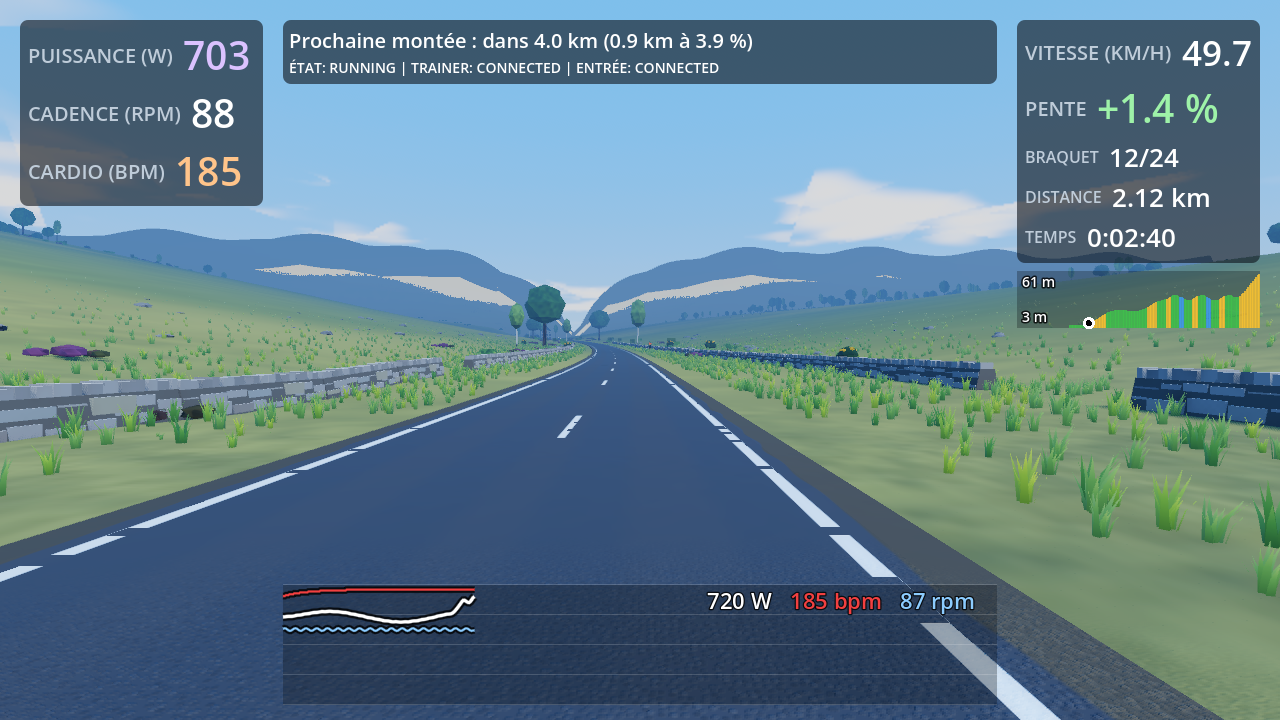 PUISSANCE (W) 703
CADENCE (RPM) 88
CARDIO (BPM) 185
Prochaine montée : dans 4.0 km (0.9 km à 3.9 %)
ÉTAT: RUNNING | TRAINER: CONNECTED | ENTRÉE: CONNECTED
VITESSE (KM/H) 49.7
PENTE +1.4 %
BRAQUET 12/24
DISTANCE 2.12 km
TEMPS 0:02:40
61 m
3 m
720 W 185 bpm 87 rpm